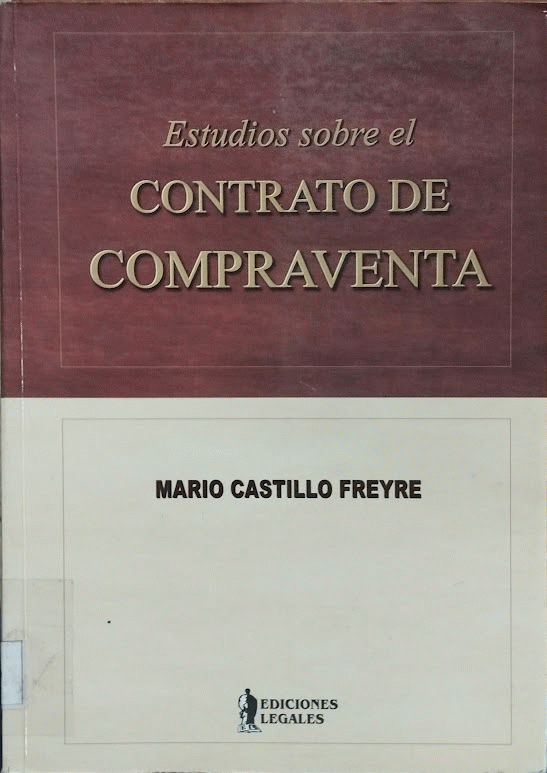 Estudios sobre el
CONTRATO DE
COMPRAVENTA
MARIO CASTILLO FREYRE
EDICIONES
LEGALES